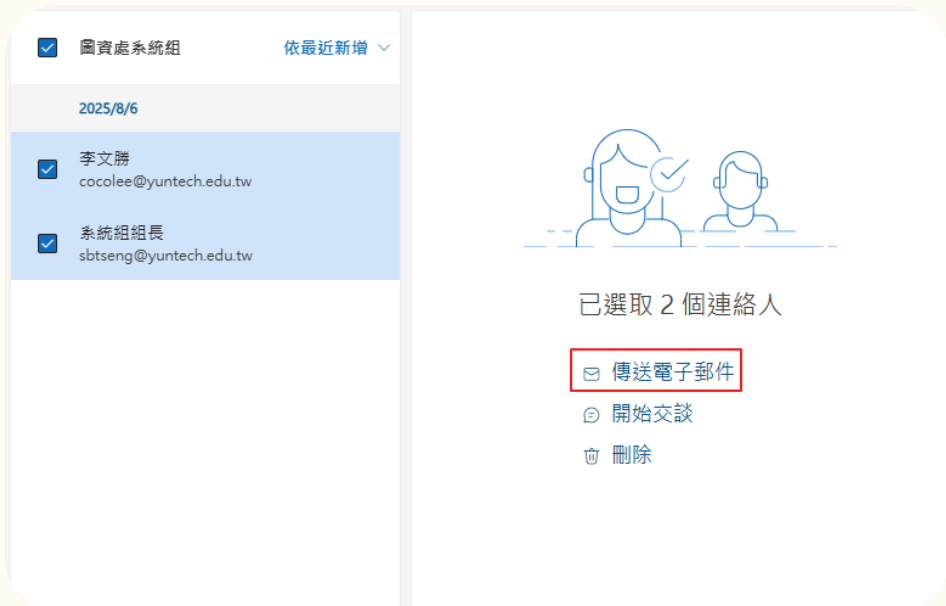 圖資處系統組
依最近新增
2025/8/6
李文勝
cocolee@yuntech.edu.tw
系統組組長
sbtseng@yuntech.edu.tw
已選取 2 個連絡人
傳送電子郵件
開始交談
刪除